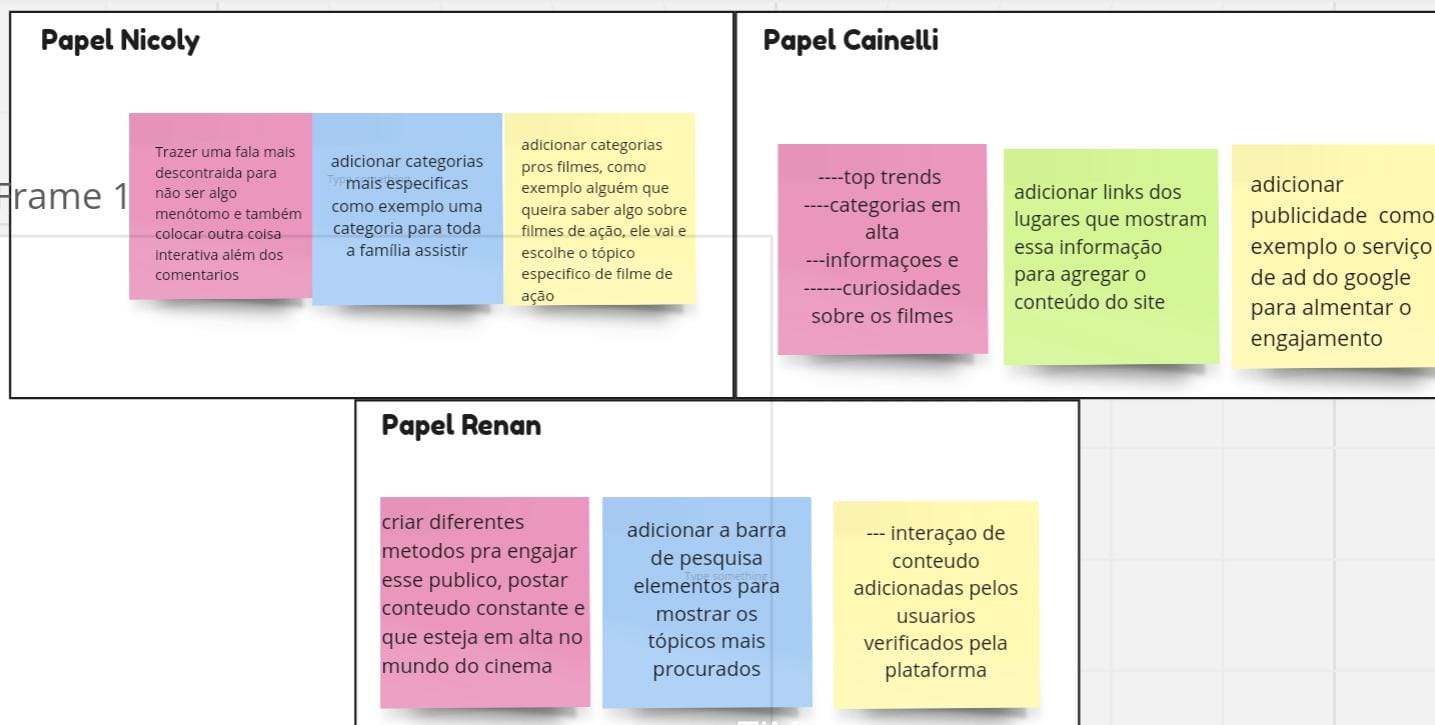 Papel Nicoly
Frame 1
Trazer uma fala mais
descontraida para
não ser algo
menótomo e também
colocar outra coisa
interativa além dos
comentarios
adicionar categorias
Type something
mais especificas
como exemplo uma
categoria para toda
a família assistir
adicionar categorias
pros filmes, como
exemplo alguém que
queira saber algo sobre
filmes de ação, ele vai e
escolhe o tópico
especifico de filme de
ação
Papel Cainelli
----top trends
----categorias em
alta
---informaçoes e
------curiosidades
sobre os filmes
adicionar links dos
lugares que mostram
essa informação
para agregar o
conteúdo do site
adicionar
publicidade como
exemplo o serviço
de ad do google
para almentar o
engajamento
Papel Renan
criar diferentes
metodos pra engajar
esse publico, postar
conteudo constante e
que esteja em alta no
mundo do cinema
adicionar a barra
de pesquisa
Type something
elementos para
mostrar os
tópicos mais
procurados
--- interaçao de
conteudo
adicionadas pelos
usuarios
verificados pela
plataforma